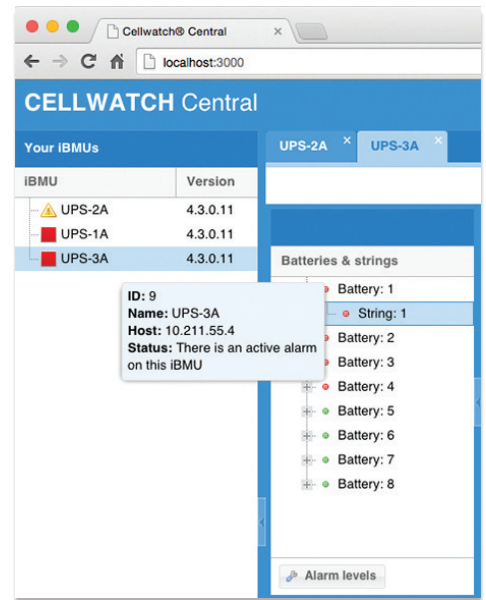 Cellwatch® Central
localhost:3000
CELLWATCH Central
Your iBMUs
UPS-2A
UPS-3A
iBMU Version
UPS-2A 4.3.0.11
UPS-1A 4.3.0.11
UPS-3A 4.3.0.11
ID: 9
Name: UPS-3A
Host: 10.211.55.4
Status: There is an active alarm
on this iBMU
Batteries & strings
Battery: 1
String: 1
Battery: 2
Battery: 3
Battery: 4
Battery: 5
Battery: 6
Battery: 7
Battery: 8
Alarm levels